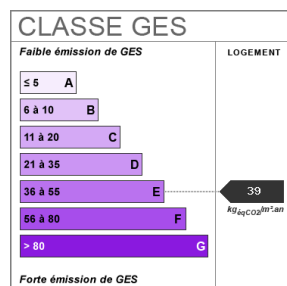 CLASSE GES
Faible émission de GES
LOGEMENT
≤ 5 A
6 à 10 B
11 à 20 C
21 à 35 D
36 à 55 E
39
kgéqCO2/m².an
56 à 80 F
> 80 G
Forte émission de GES